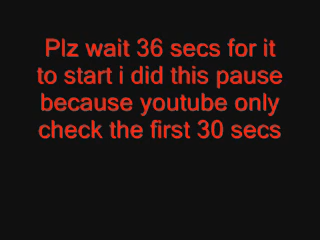 Plz wait 36 secs for it
to start i did this pause
because youtube only
check the first 30 secs